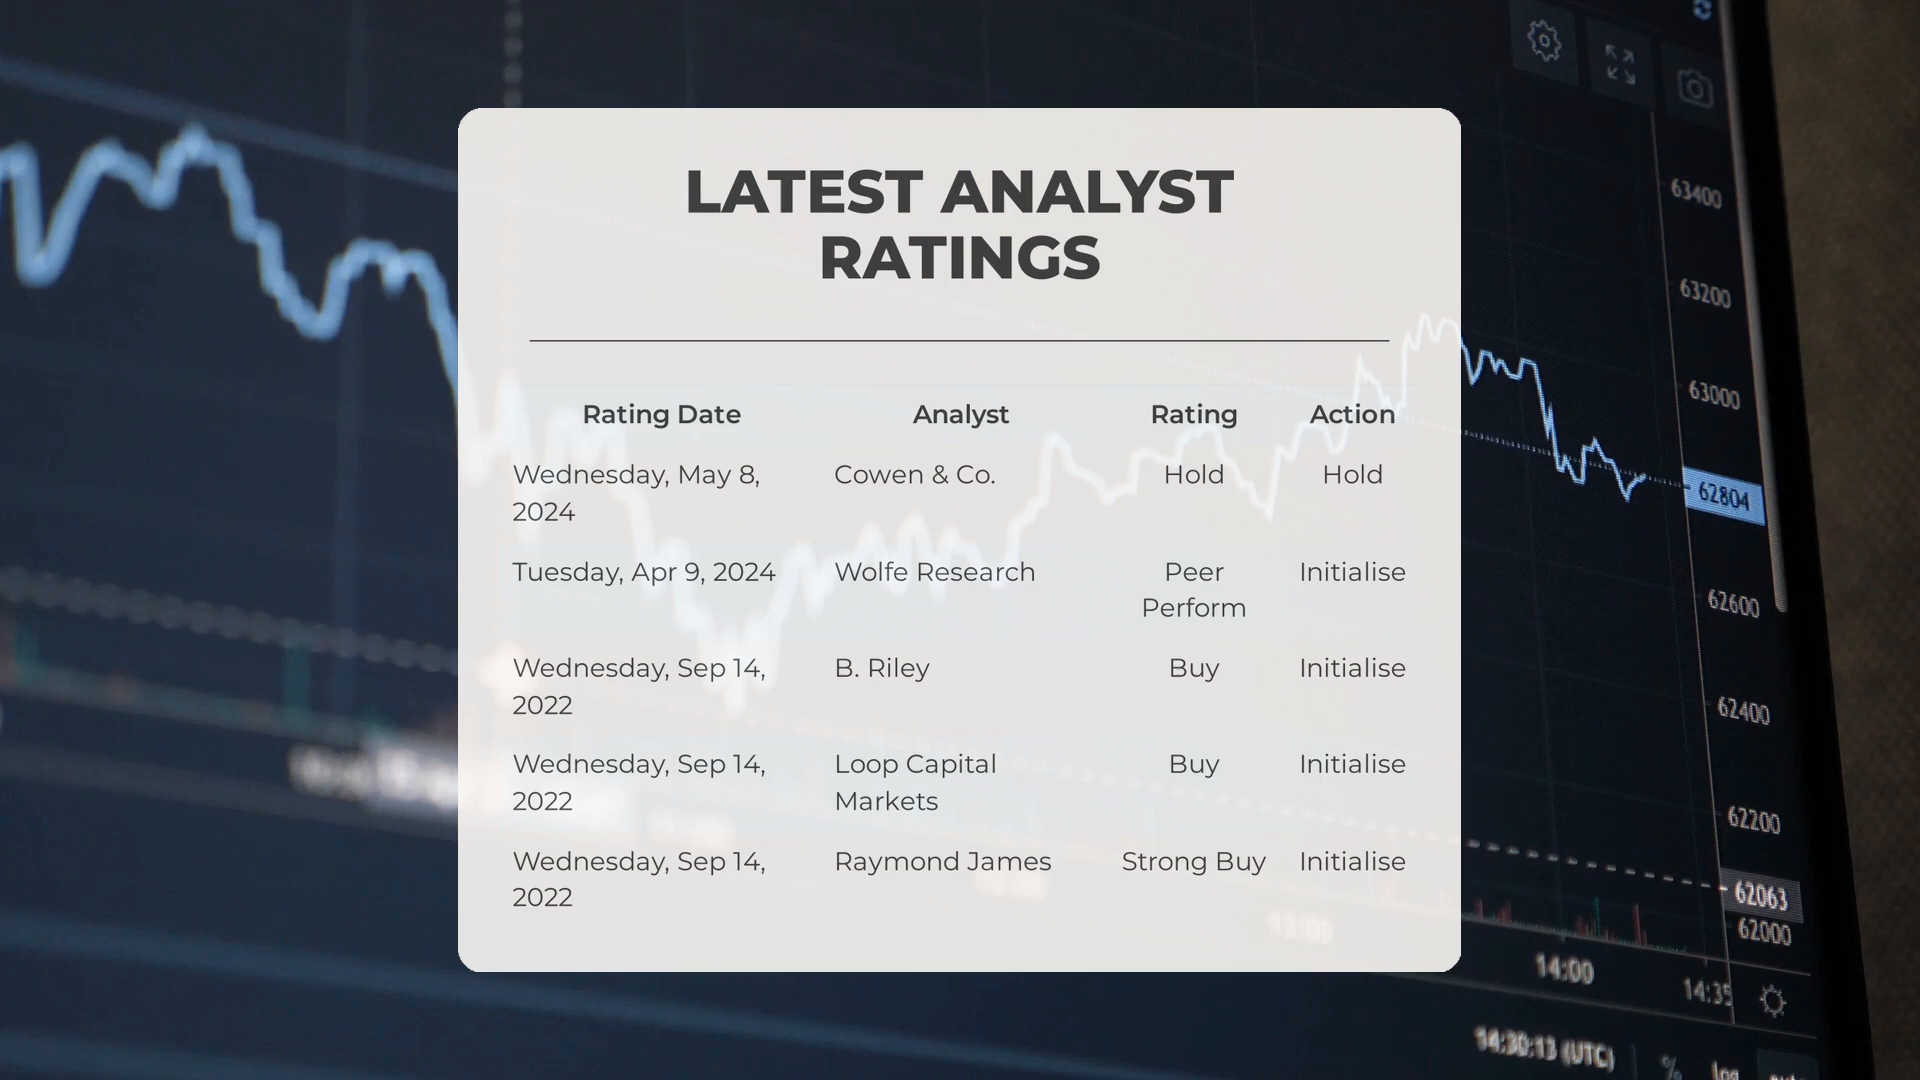 LATEST ANALYST
RATINGS
Rating Date Analyst Rating Action
Wednesday, May 8, Cowen & Co. Hold Hold
2024
Tuesday, Apr 9, 2024 Wolfe Research Peer Initialise
Perform
Wednesday, Sep 14, B. Riley Buy Initialise
2022
Wednesday, Sep 14, Loop Capital Buy Initialise
2022 Markets
Wednesday, Sep 14, Raymond James Strong Buy Initialise
2022
63400
63200
63000
62804
62600
62400
62200
62063
62000
13:00
14:00
14:35
14:30:13 (UTC)
% log